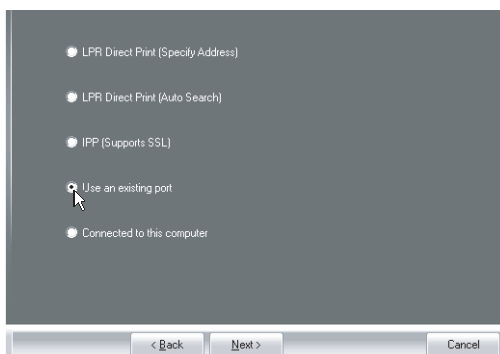 LPR Direct Print (Specify Address)
LPR Direct Print (Auto Search)
IPP (Supports SSL)
Use an existing port
Connected to this computer
< Back Next > Cancel